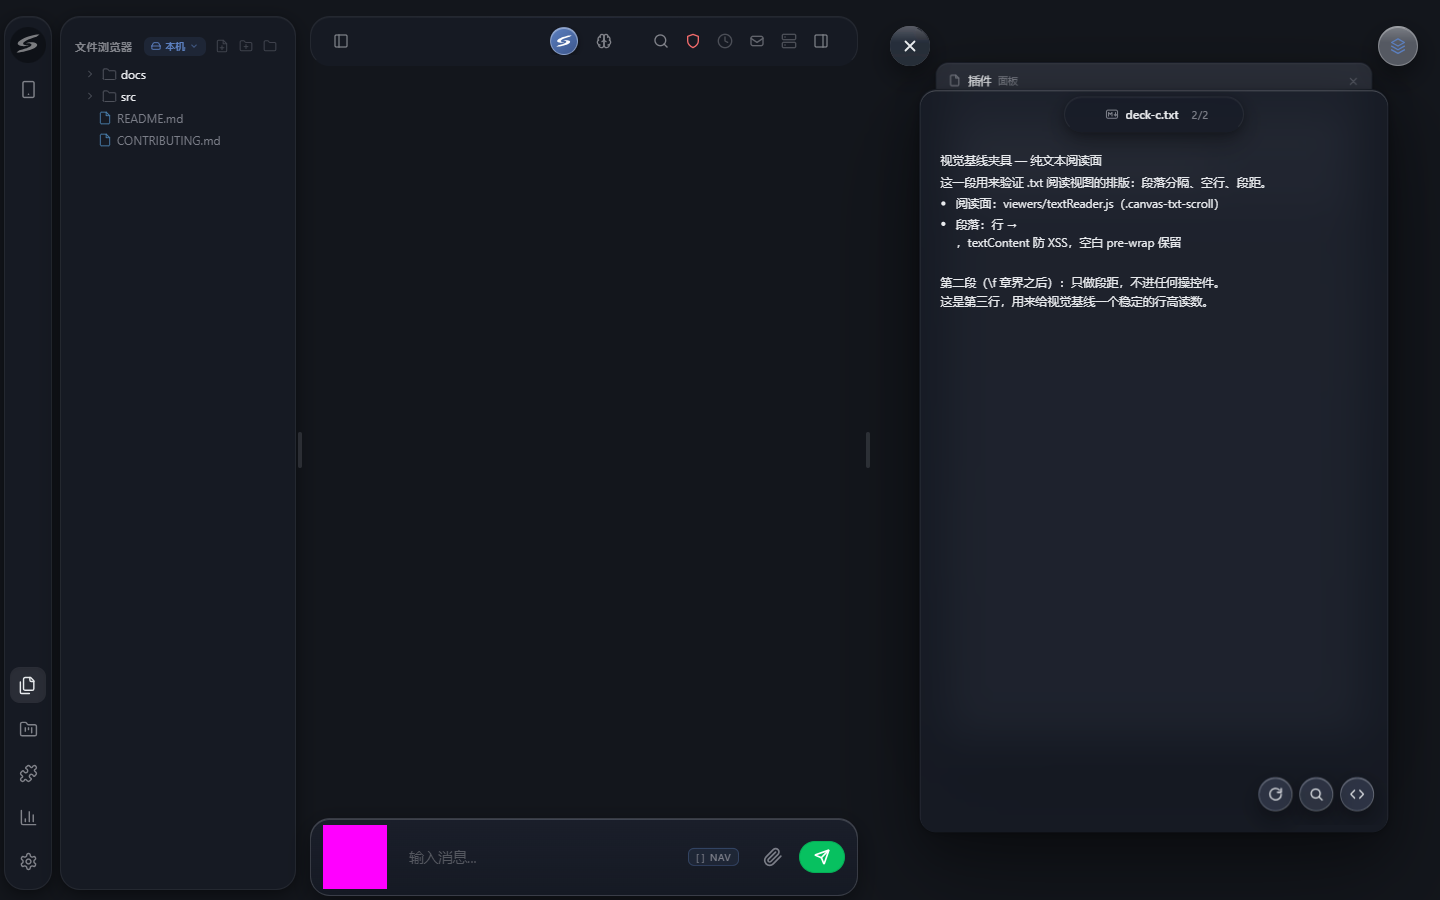 文件浏览器
本机
docs
src
README.md
CONTRIBUTING.md
输入消息...
[ ] NAV
插件 面板
deck-c.txt 2/2
视觉基线夹具 — 纯文本阅读面
这一段用来验证 .txt 阅读视图的排版：段落分隔、空行、段距。
• 阅读面：viewers/textReader.js（.canvas-txt-scroll）
• 段落：行 →
，textContent 防 XSS，空白 pre-wrap 保留
第二段（\f 章界之后）：只做段距，不进任何操控件。
这是第三行，用来给视觉基线一个稳定的行高读数。